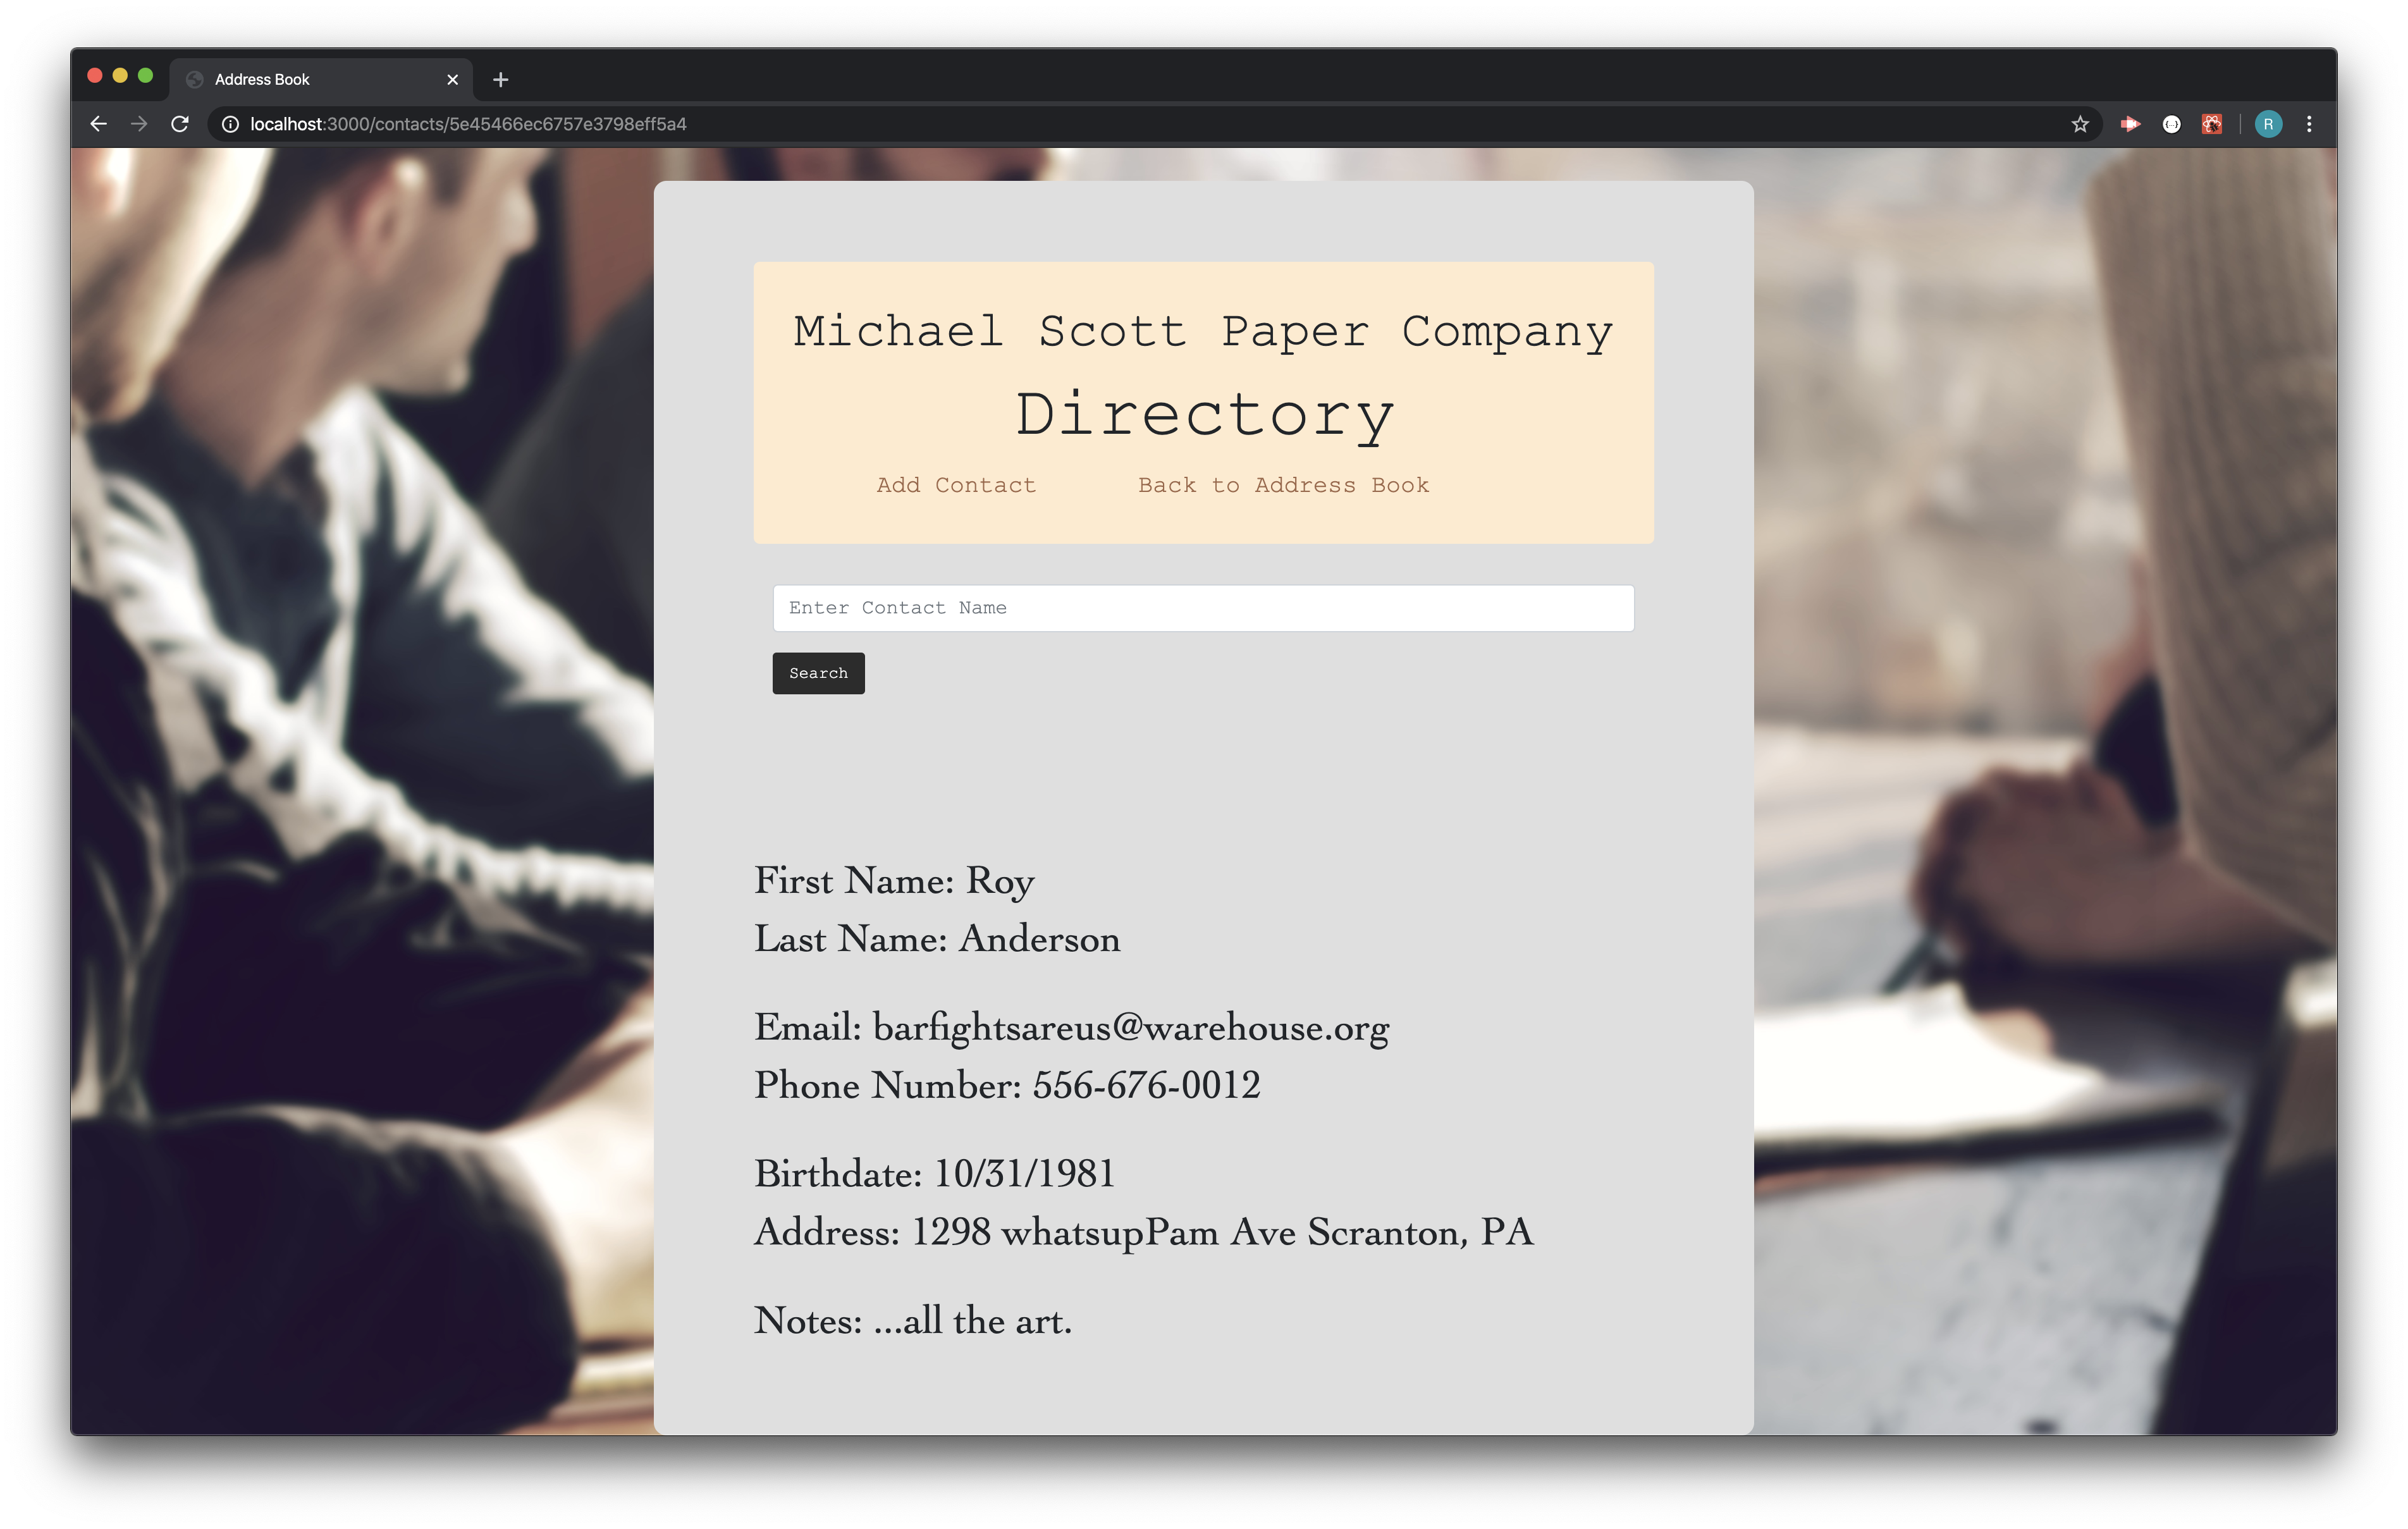 Address Book
localhost:3000/contacts/5e45466ec6757e3798eff5a4
R
Michael Scott Paper Company
Directory
Add Contact Back to Address Book
Enter Contact Name
Search
First Name: Roy
Last Name: Anderson
Email: barfightsareus@warehouse.org
Phone Number: 556-676-0012
Birthdate: 10/31/1981
Address: 1298 whatsupPam Ave Scranton, PA
Notes: ...all the art.